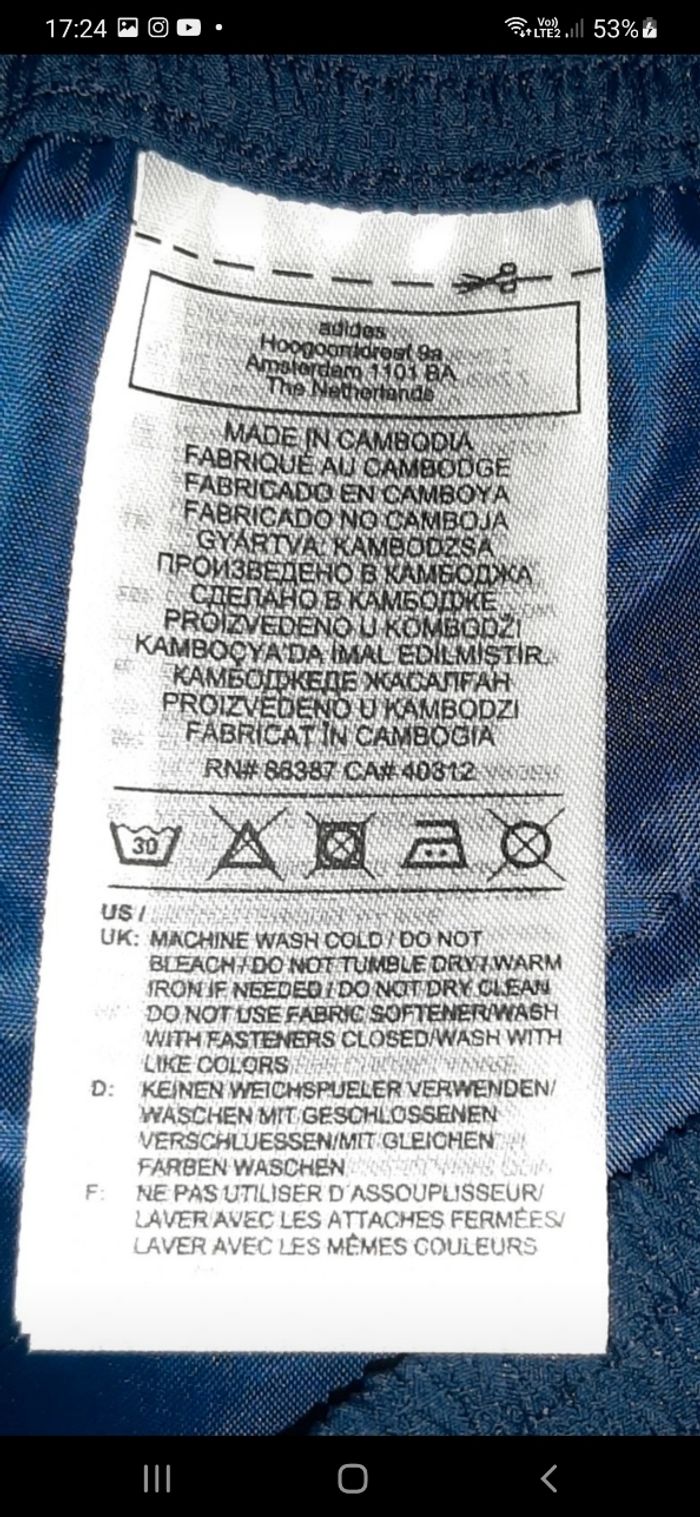 17:24
Vo)) LTE2 53%
adidas
Hoogoorddreef 9a
Amsterdam 1101 BA
The Netherlands
MADE IN CAMBODIA
FABRIQUÉ AU CAMBODGE
FABRICADO EN CAMBOYA
FABRICADO NO CAMBOJA
GYÁRTVA: KAMBODZSA
ПРОИЗВЕДЕНО В КАМБОДЖА
СДЕЛАНО В КАМБОДЖЕ
PROIZVEDENO U KOMBODŽI
KAMBOÇYA'DA İMAL EDİLMİŞTİR.
КАМБОДЖЕДЕ ЖАСАЛҒАН
PROIZVEDENO U KAMBODZI
FABRICAT ÎN CAMBOGIA
RN# 88387 CA# 40312
30
US /
UK: MACHINE WASH COLD / DO NOT
BLEACH / DO NOT TUMBLE DRY / WARM
IRON IF NEEDED / DO NOT DRY CLEAN
DO NOT USE FABRIC SOFTENER/WASH
WITH FASTENERS CLOSED/WASH WITH
LIKE COLORS
D: KEINEN WEICHSPUELER VERWENDEN/
WASCHEN MIT GESCHLOSSENEN
VERSCHLUESSEN/MIT GLEICHEN
FARBEN WASCHEN
F: NE PAS UTILISER D'ASSOUPLISSEUR/
LAVER AVEC LES ATTACHES FERMÉES/
LAVER AVEC LES MÊMES COULEURS